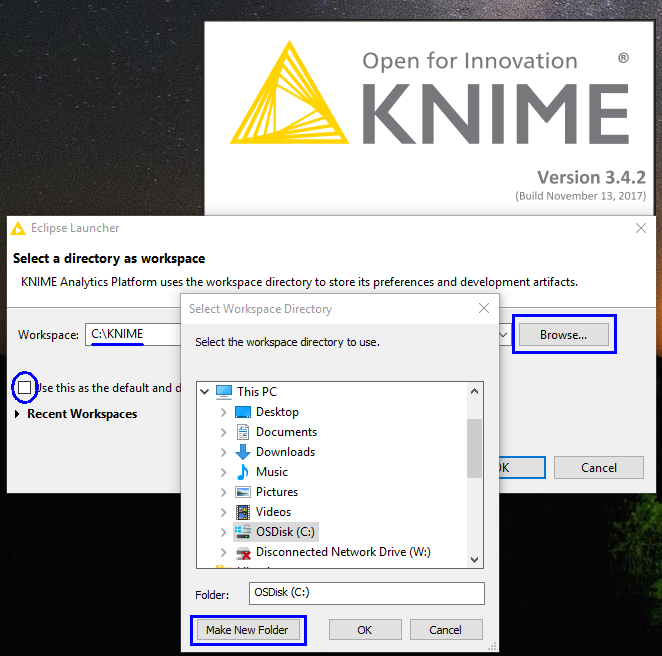 Open for Innovation ®
KNIME
Version 3.4.2
(Build November 13, 2017)
Eclipse Launcher
Select a directory as workspace
KNIME Analytics Platform uses the workspace directory to store its preferences and development artifacts.
Workspace: C:\KNIME
Browse...
Use this as the default and d
Recent Workspaces
OK
Cancel
Select Workspace Directory
Select the workspace directory to use.
This PC
Desktop
Documents
Downloads
Music
Pictures
Videos
OSDisk (C:)
Disconnected Network Drive (W:)
Folder: OSDisk (C:)
Make New Folder
OK
Cancel